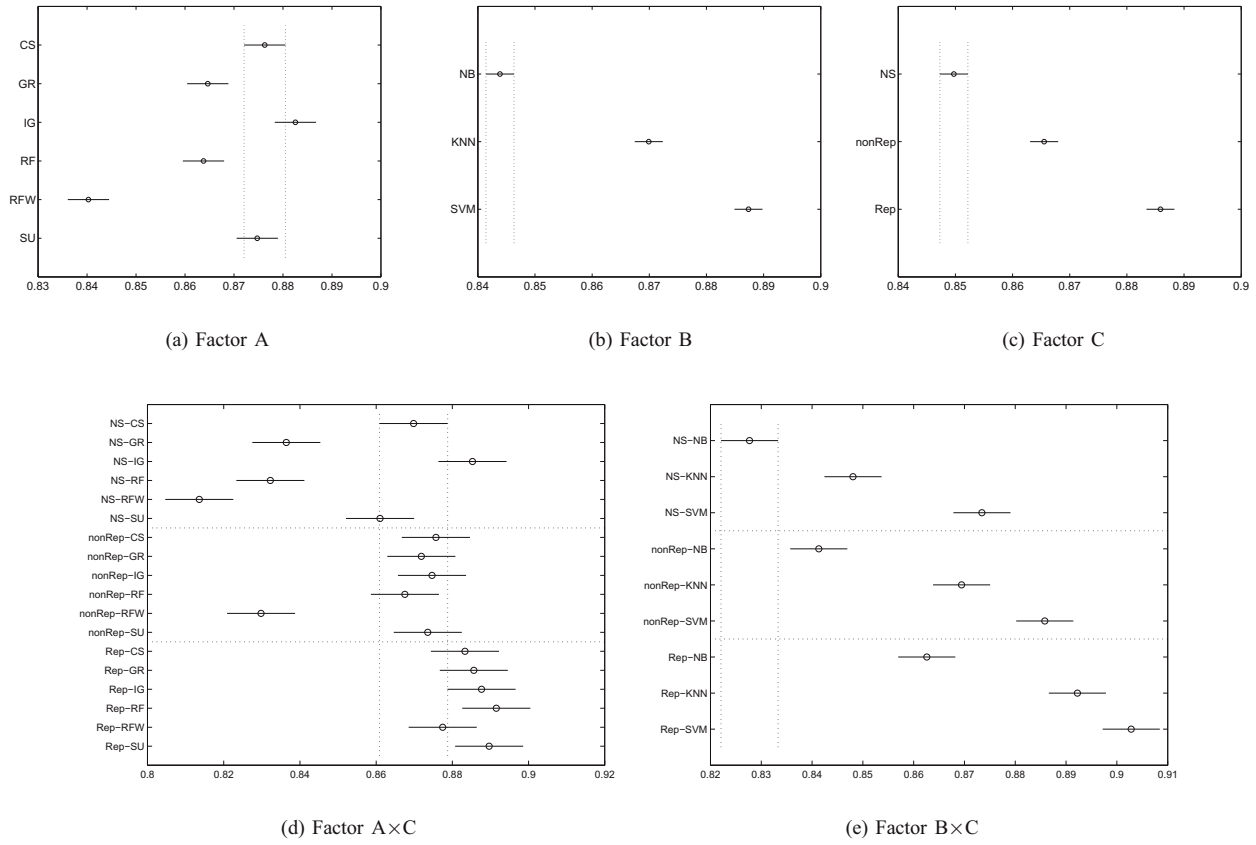 CS
GR
IG
RF
RFW
SU
0.83 0.84 0.85 0.86 0.87 0.88 0.89 0.9
(a) Factor A
NB
KNN
SVM
0.84 0.85 0.86 0.87 0.88 0.89 0.9
(b) Factor B
NS
nonRep
Rep
0.84 0.85 0.86 0.87 0.88 0.89 0.9
(c) Factor C
NS-CS
NS-GR
NS-IG
NS-RF
NS-RFW
NS-SU
nonRep-CS
nonRep-GR
nonRep-IG
nonRep-RF
nonRep-RFW
nonRep-SU
Rep-CS
Rep-GR
Rep-IG
Rep-RF
Rep-RFW
Rep-SU
0.8 0.82 0.84 0.86 0.88 0.9 0.92
(d) Factor A×C
NS-NB
NS-KNN
NS-SVM
nonRep-NB
nonRep-KNN
nonRep-SVM
Rep-NB
Rep-KNN
Rep-SVM
0.82 0.83 0.84 0.85 0.86 0.87 0.88 0.89 0.9 0.91
(e) Factor B×C